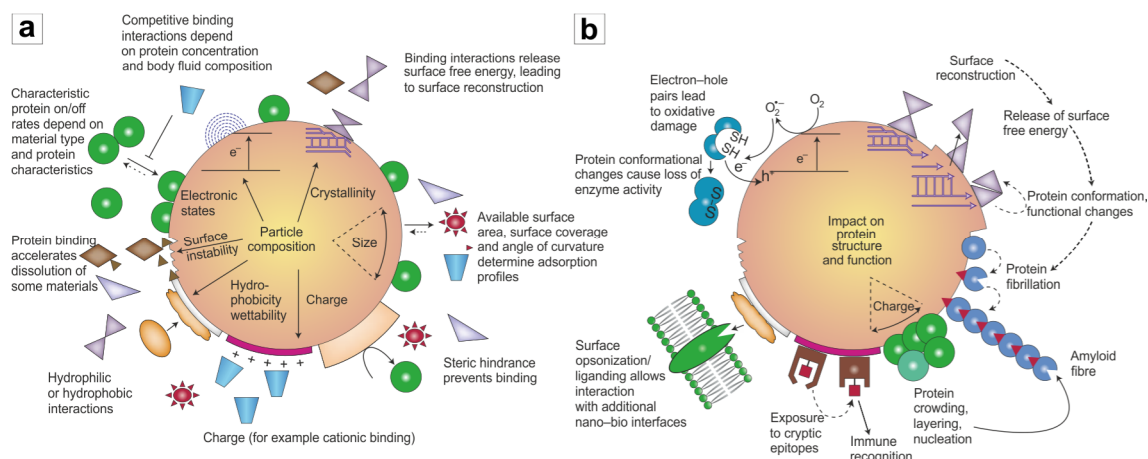 a
Competitive binding
interactions depend
on protein concentration
and body fluid composition
Binding interactions release
surface free energy, leading
to surface reconstruction
Characteristic
protein on/off
rates depend on
material type
and protein
characteristics
e–
Electronic
states
Crystallinity
Particle
composition
Size
Surface
instability
Hydro-
phobicity
wettability
Charge
Available surface
area, surface coverage
and angle of curvature
determine adsorption
profiles
Protein binding
accelerates
dissolution of
some materials
Steric hindrance
prevents binding
Hydrophilic
or hydrophobic
interactions
+ + + + + +
Charge (for example cationic binding)
b
Surface
reconstruction
Electron–hole
pairs lead
to oxidative
damage
O2•–
O2
Release of surface
free energy
SH
SH
e–
e–
h+
Protein conformational
changes cause loss of
enzyme activity
S
S
Protein conformation,
functional changes
Impact on
protein
structure
and function
Protein
fibrillation
Charge
Surface
opsonization/
liganding allows
interaction
with additional
nano–bio interfaces
Amyloid
fibre
Exposure
to cryptic
epitopes
Immune
recognition
Protein
crowding,
layering,
nucleation